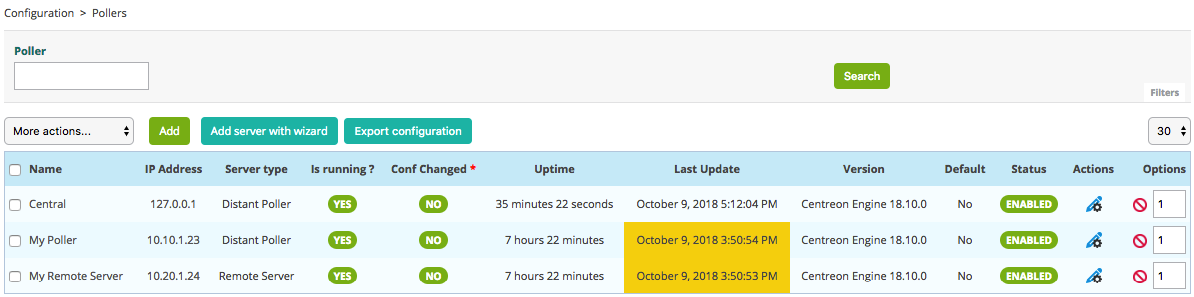 Configuration > Pollers
Poller
Search
Filters
More actions... Add Add server with wizard Export configuration 30
Name IP Address Server type Is running ? Conf Changed * Uptime Last Update Version Default Status Actions Options
Central 127.0.0.1 Distant Poller YES NO 35 minutes 22 seconds October 9, 2018 5:12:04 PM Centreon Engine 18.10.0 No ENABLED 1
My Poller 10.10.1.23 Distant Poller YES NO 7 hours 22 minutes October 9, 2018 3:50:54 PM Centreon Engine 18.10.0 No ENABLED 1
My Remote Server 10.20.1.24 Remote Server YES NO 7 hours 22 minutes October 9, 2018 3:50:53 PM Centreon Engine 18.10.0 No ENABLED 1